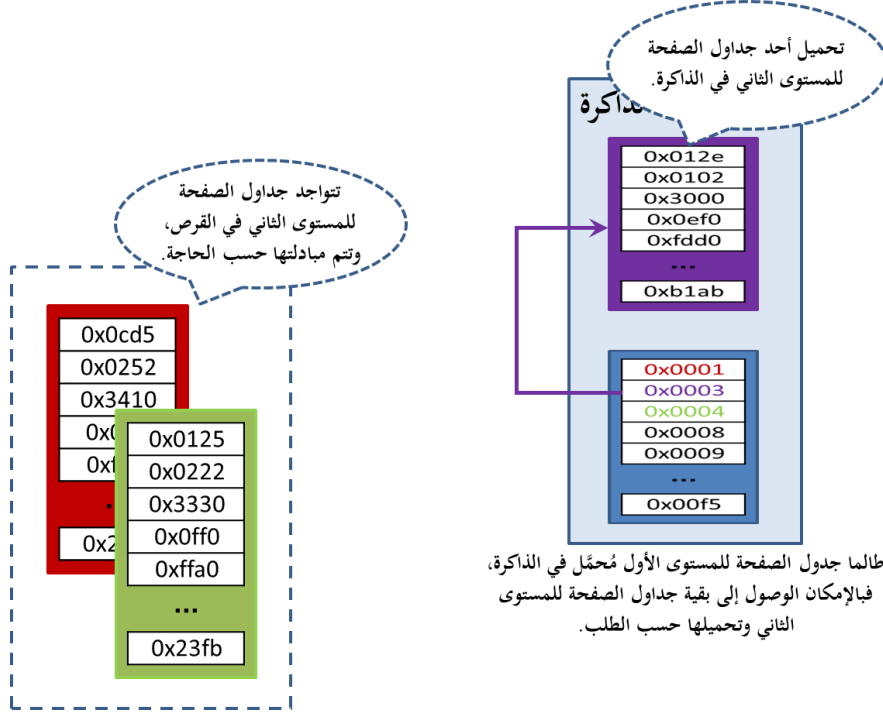 تحميل أحد جداول الصفحة
للمستوى الثاني في الذاكرة.
0x012e
0x0102
0x3000
0x0ef0
0xfdd0
...
0xb1ab
0x0001
0x0003
0x0004
0x0008
0x0009
...
0x00f5
طالما جدول الصفحة للمستوى الأول مُحمَّل في الذاكرة،
فبالإمكان الوصول إلى بقية جداول الصفحة للمستوى
الثاني وتحميلها حسب الطلب.
تتواجد جداول الصفحة
للمستوى الثاني في القرص،
وتتم مبادلتها حسب الحاجة.
0x0cd5
0x0252
0x3410
0x0125
0x0222
0x3330
0x0ff0
0xffa0
...
0x23fb